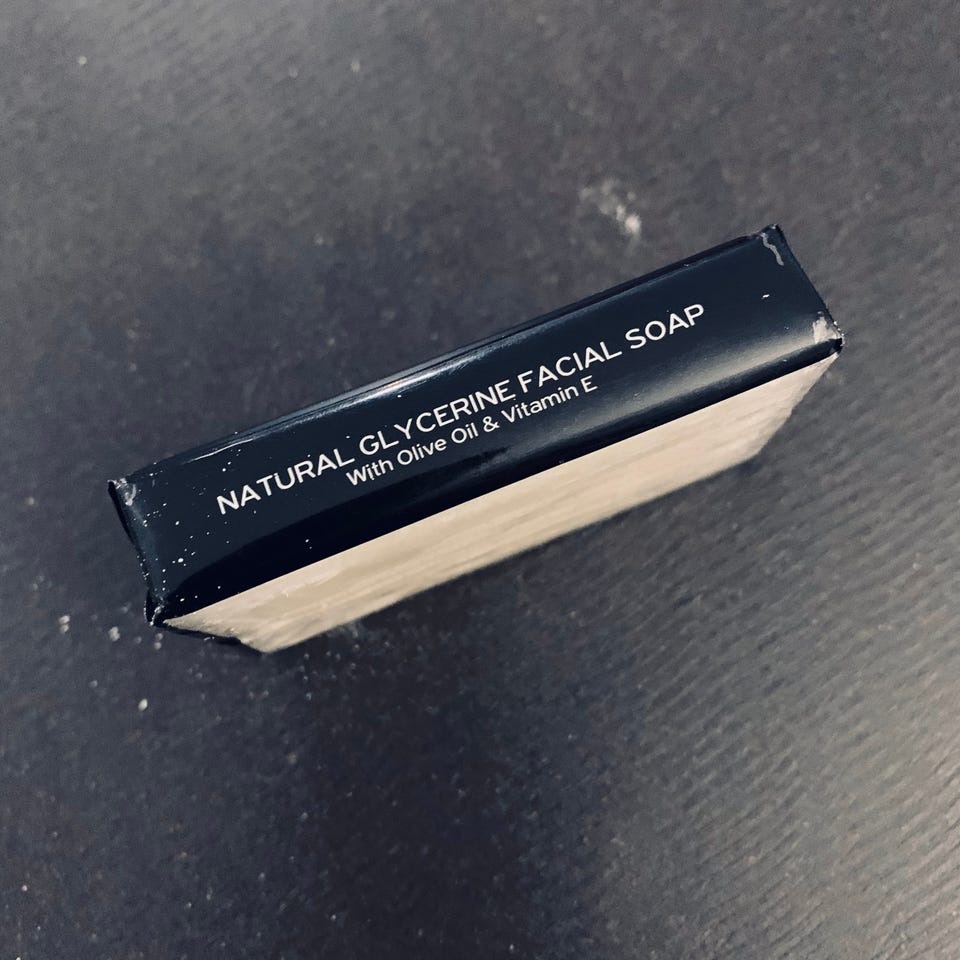 NATURAL GLYCERINE FACIAL SOAP
With Olive Oil & Vitamin E